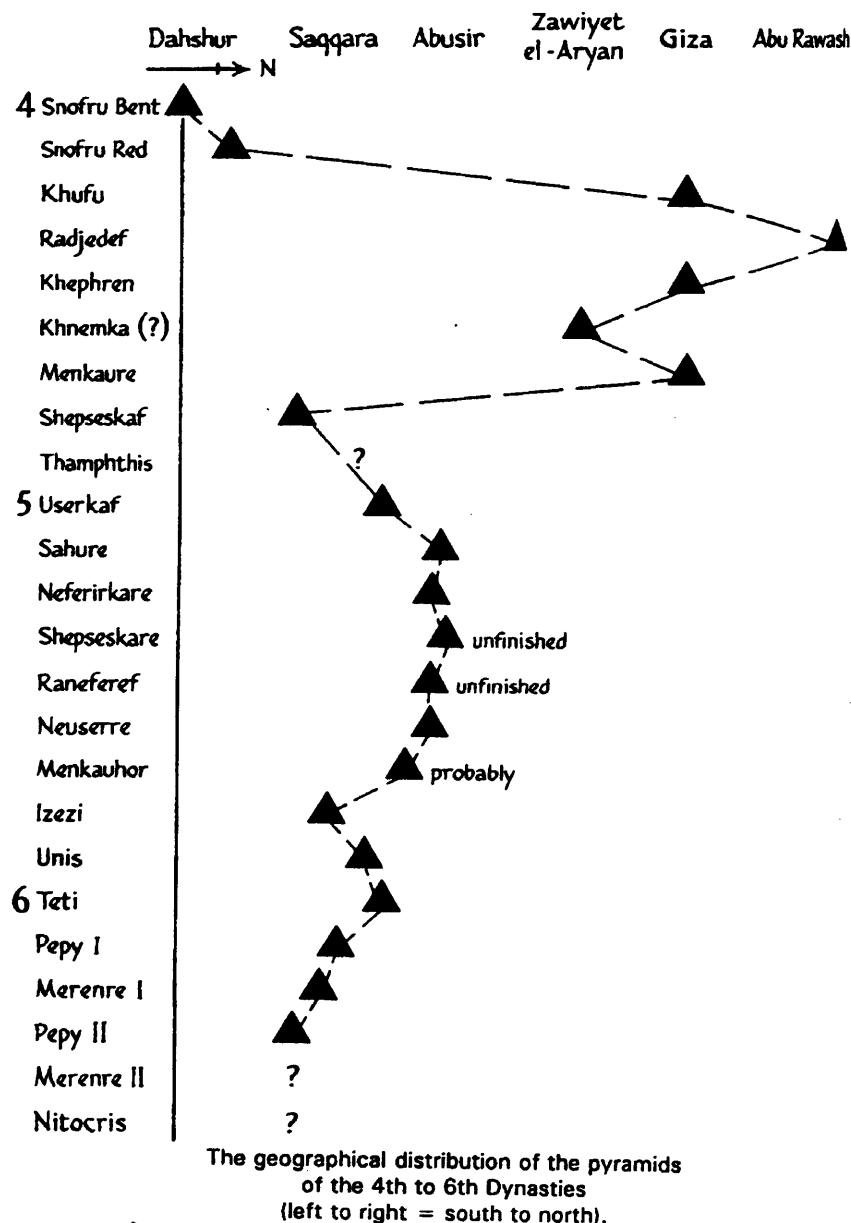 Dahshur Saqqara Abusir Zawiyet el-Aryan Giza Abu Rawash
N
4 Snofru Bent
Snofru Red
Khufu
Radjedef
Khephren
Khnemka (?)
Menkaure
Shepseskaf
Thamphthis ?
5 Userkaf
Sahure
Neferirkare
Shepseskare unfinished
Raneferef unfinished
Neuserre
Menkauhor probably
Izezi
Unis
6 Teti
Pepy I
Merenre I
Pepy II
Merenre II ?
Nitocris ?
The geographical distribution of the pyramids
of the 4th to 6th Dynasties
(left to right = south to north).